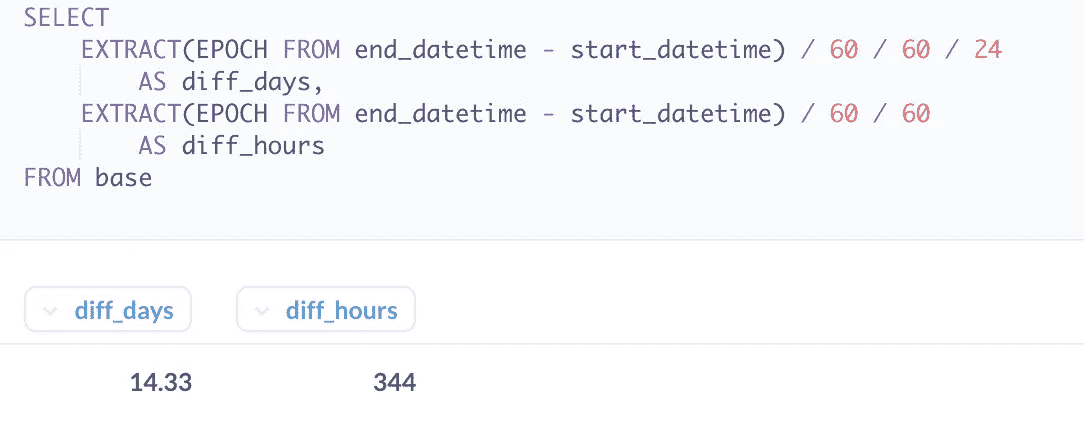 SELECT
EXTRACT(EPOCH FROM end_datetime - start_datetime) / 60 / 60 / 24
AS diff_days,
EXTRACT(EPOCH FROM end_datetime - start_datetime) / 60 / 60
AS diff_hours
FROM base
diff_days diff_hours
14.33 344